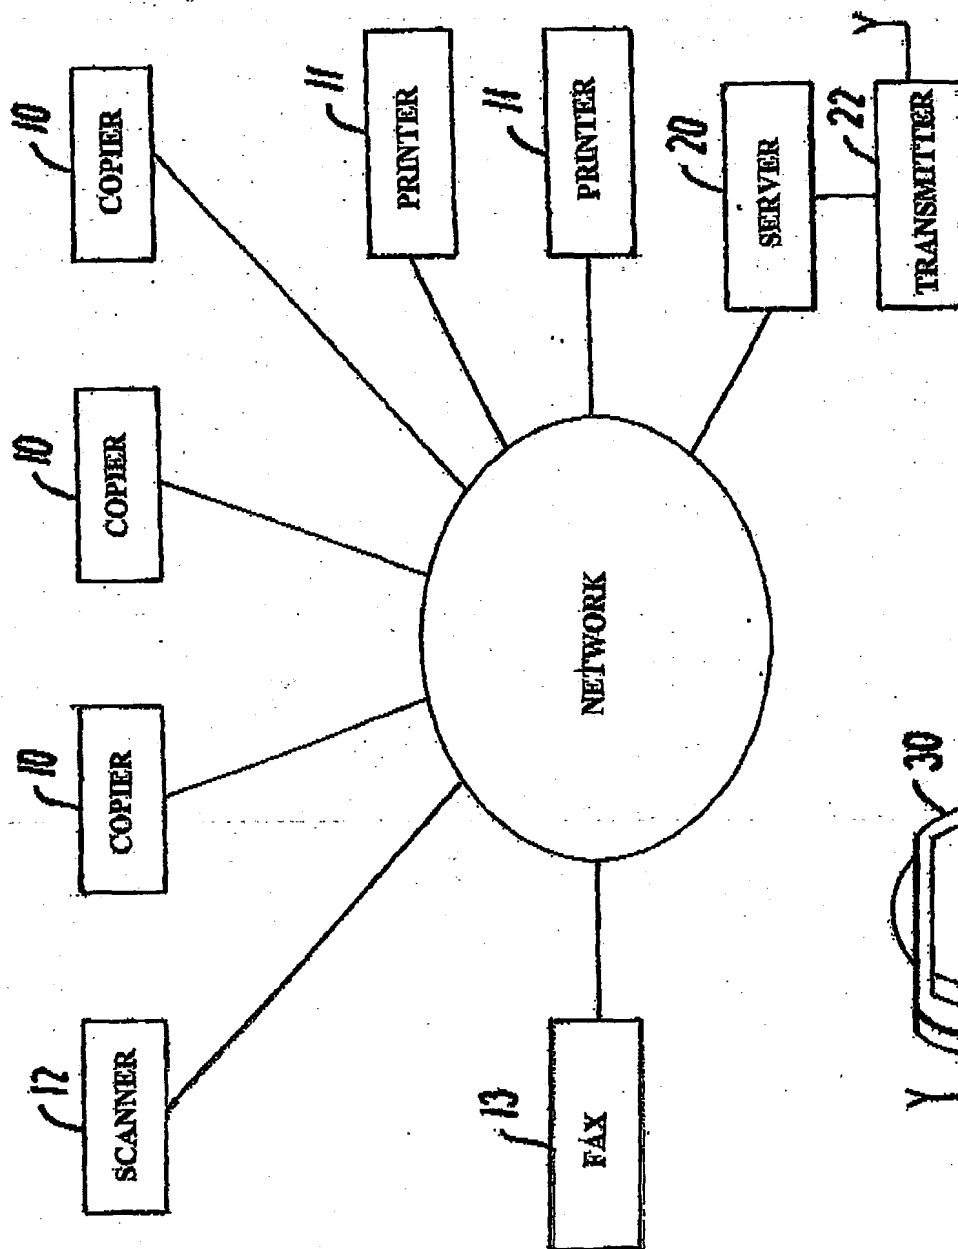 12
SCANNER
10
COPIER
10
COPIER
10
COPIER
11
PRINTER
13
FAX
NETWORK
11
PRINTER
20
SERVER
22
TRANSMITTER
30